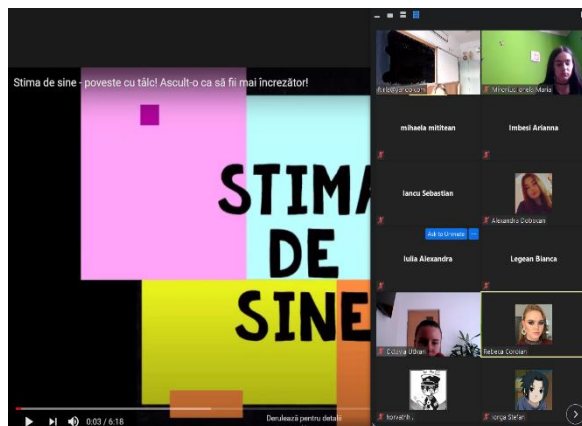 Stima de sine - poveste cu tâlc! Ascult-o ca să fii mai încrezător!
STIMA
DE
SINE
0:03 / 6:18
Derulează pentru detalii
mihaela mititean
Imbesi Arianna
Iancu Sebastian
Alexandra Ciobocan
Ask to Unmute
Iulia Alexandra
Legean Bianca
Rebeca Coroian
Iorga Stefan